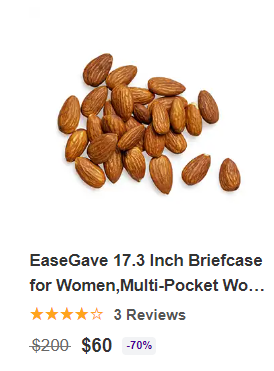 EaseGave 17.3 Inch Briefcase
for Women,Multi-Pocket Wo…
3 Reviews
$200 $60 -70%